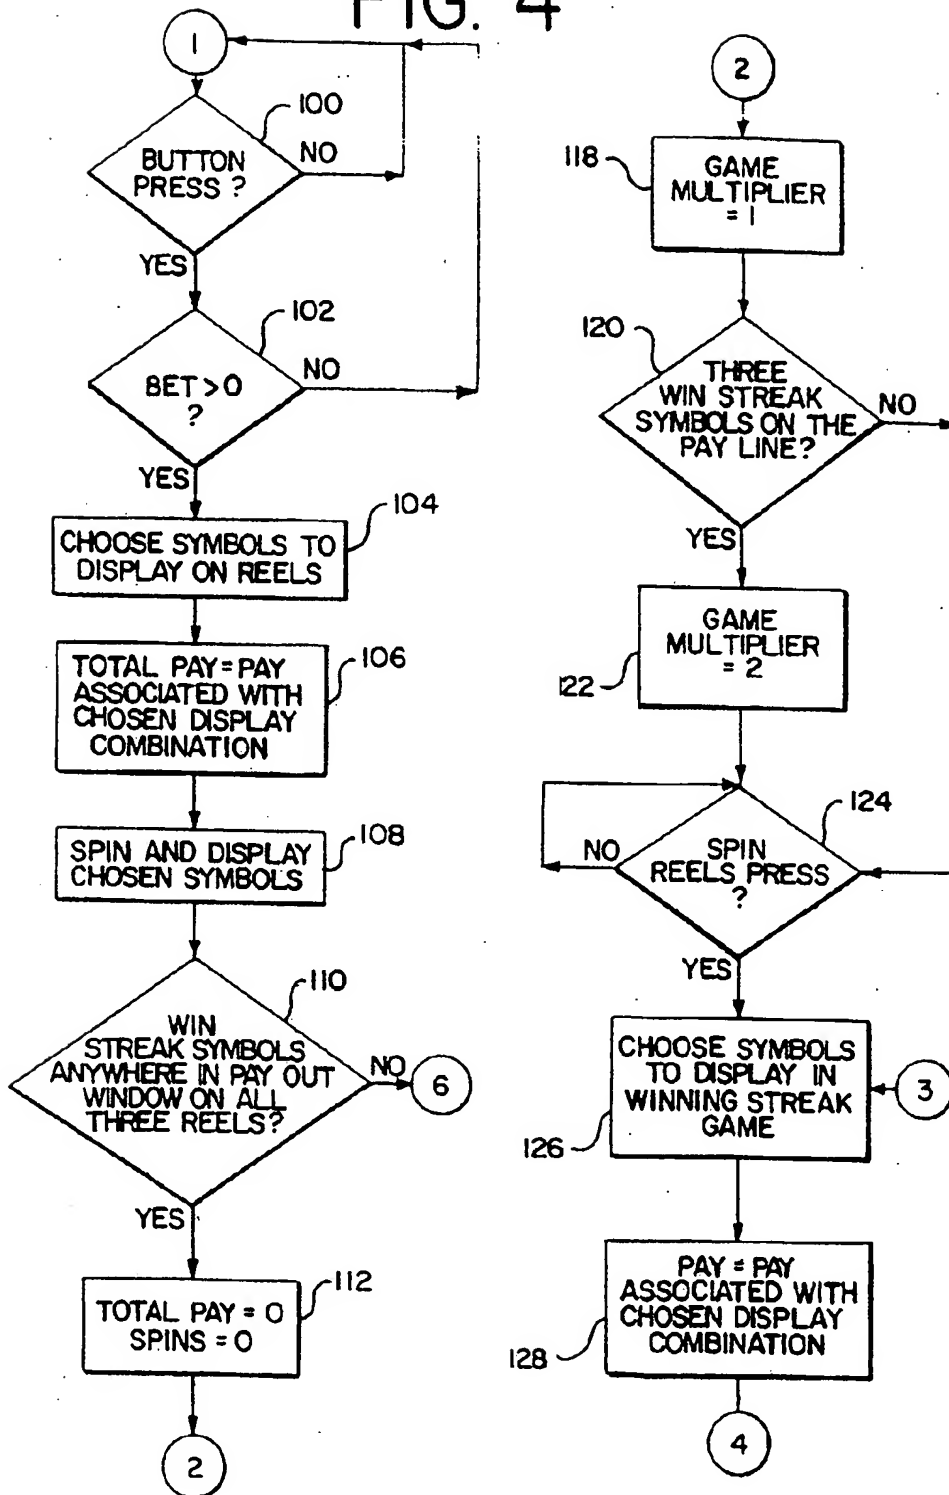 FIG. 4
1
100
BUTTON
PRESS ?
NO
YES
102
BET > 0
?
NO
YES
104
CHOOSE SYMBOLS TO
DISPLAY ON REELS
106
TOTAL PAY = PAY
ASSOCIATED WITH
CHOSEN DISPLAY
COMBINATION
108
SPIN AND DISPLAY
CHOSEN SYMBOLS
110
WIN
STREAK SYMBOLS
ANYWHERE IN PAY OUT
WINDOW ON ALL
THREE REELS?
NO
6
YES
112
TOTAL PAY = 0
SPINS = 0
2
2
118
GAME
MULTIPLIER
= 1
120
THREE
WIN STREAK
SYMBOLS ON THE
PAY LINE?
NO
YES
GAME
MULTIPLIER
= 2
122
124
SPIN
REELS PRESS
?
NO
YES
CHOOSE SYMBOLS
TO DISPLAY IN
WINNING STREAK
GAME
3
126
PAY = PAY
ASSOCIATED WITH
CHOSEN DISPLAY
COMBINATION
128
4